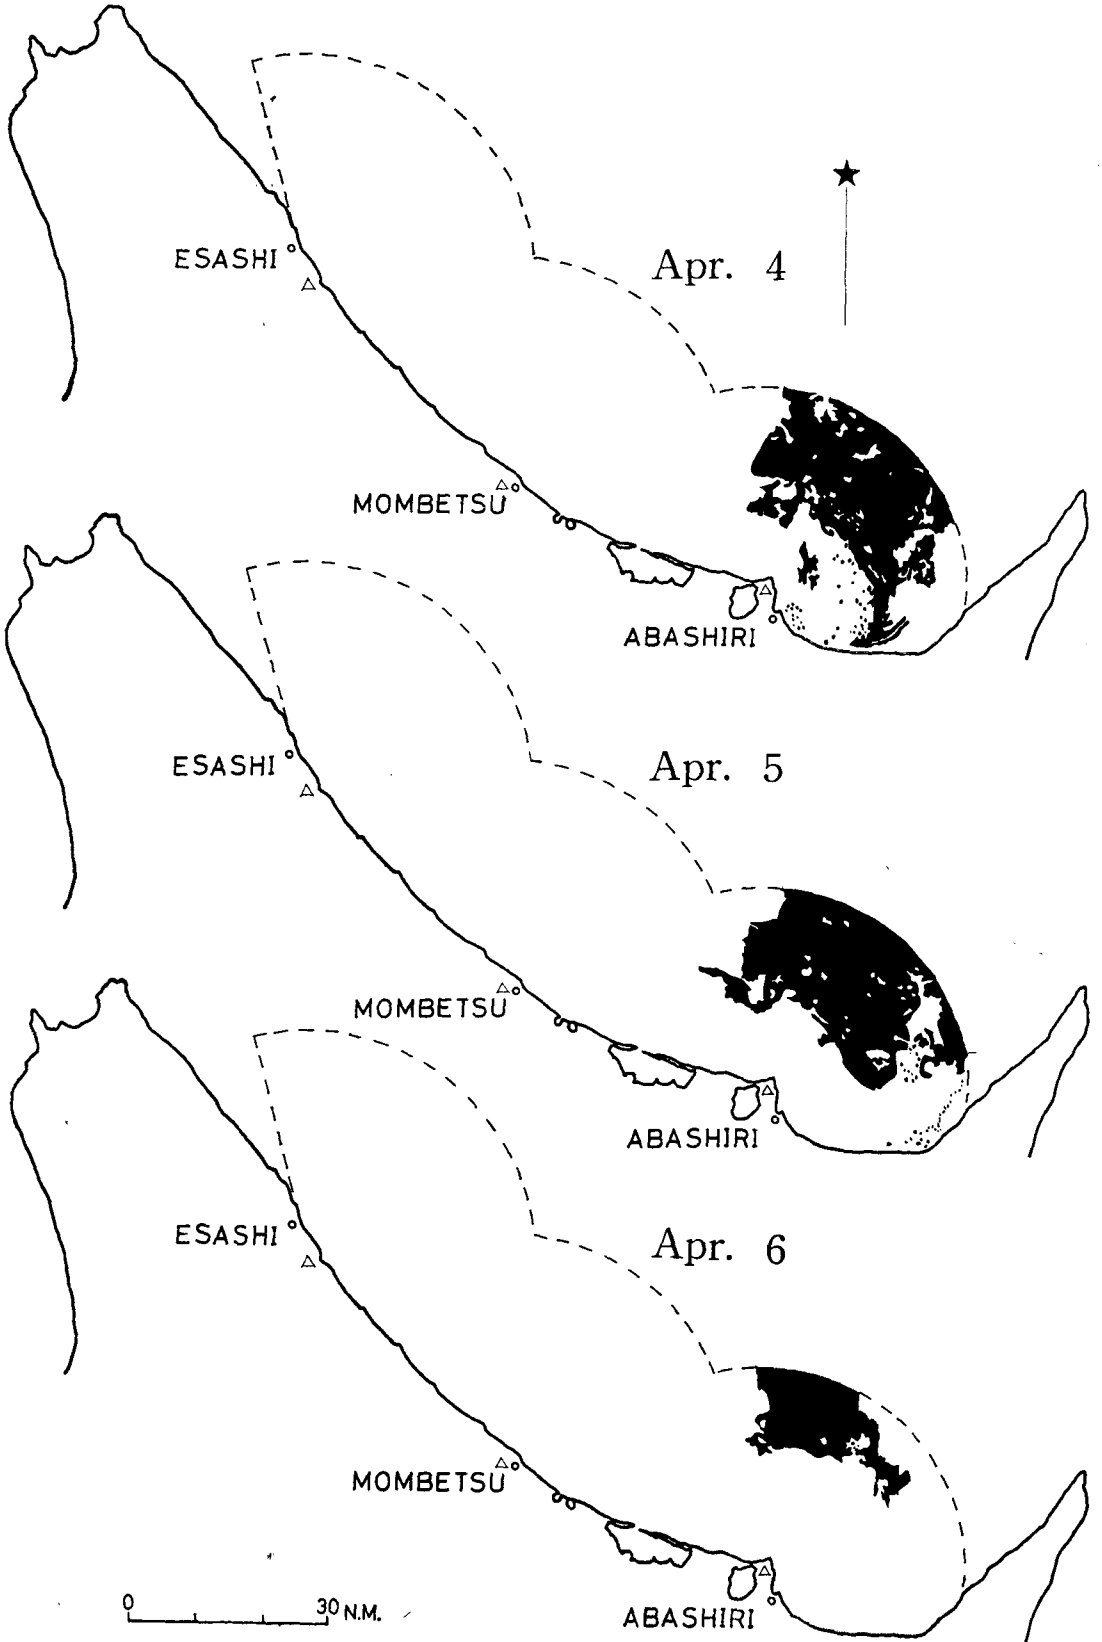 ESASHI
Apr. 4
MOMBETSU
ABASHIRI
ESASHI
Apr. 5
MOMBETSU
ABASHIRI
ESASHI
Apr. 6
MOMBETSU
0 30 N.M.
ABASHIRI